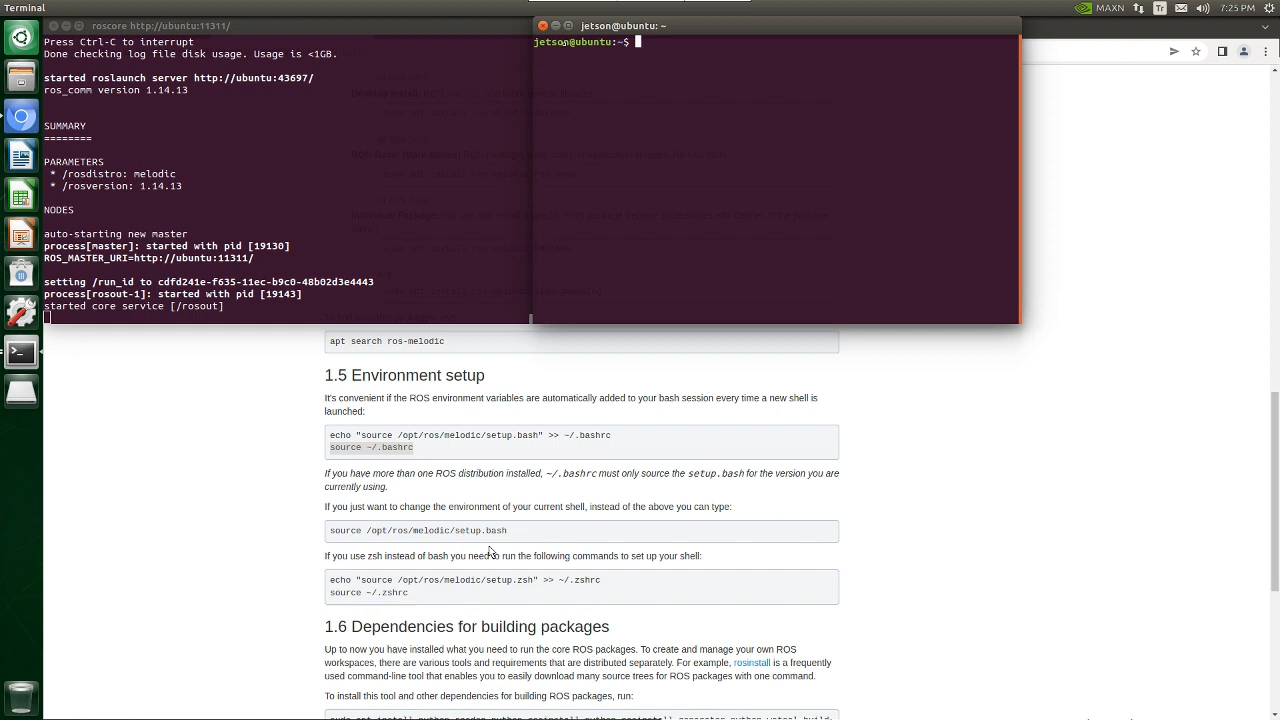 Terminal
MAXN
Tr
7:25 PM
roscore http://ubuntu:11311/
Press Ctrl-C to interrupt
Done checking log file disk usage. Usage is <1GB.
started roslaunch server http://ubuntu:43697/
ros_comm version 1.14.13
SUMMARY
========
PARAMETERS
* /rosdistro: melodic
* /rosversion: 1.14.13
NODES
auto-starting new master
process[master]: started with pid [19130]
ROS_MASTER_URI=http://ubuntu:11311/
setting /run_id to cdfd241e-f635-11ec-b9c0-48b02d3e4443
process[rosout-1]: started with pid [19143]
started core service [/rosout]
jetson@ubuntu: ~
jetson@ubuntu:~$
apt search ros-melodic
1.5 Environment setup
It's convenient if the ROS environment variables are automatically added to your bash session every time a new shell is
launched:
echo "source /opt/ros/melodic/setup.bash" >> ~/.bashrc
source ~/.bashrc
If you have more than one ROS distribution installed, ~/.bashrc must only source the setup.bash for the version you are
currently using.
If you just want to change the environment of your current shell, instead of the above you can type:
source /opt/ros/melodic/setup.bash
If you use zsh instead of bash you need to run the following commands to set up your shell:
echo "source /opt/ros/melodic/setup.zsh" >> ~/.zshrc
source ~/.zshrc
1.6 Dependencies for building packages
Up to now you have installed what you need to run the core ROS packages. To create and manage your own ROS
workspaces, there are various tools and requirements that are distributed separately. For example, rosinstall is a frequently
used command-line tool that enables you to easily download many source trees for ROS packages with one command.
To install this tool and other dependencies for building ROS packages, run: